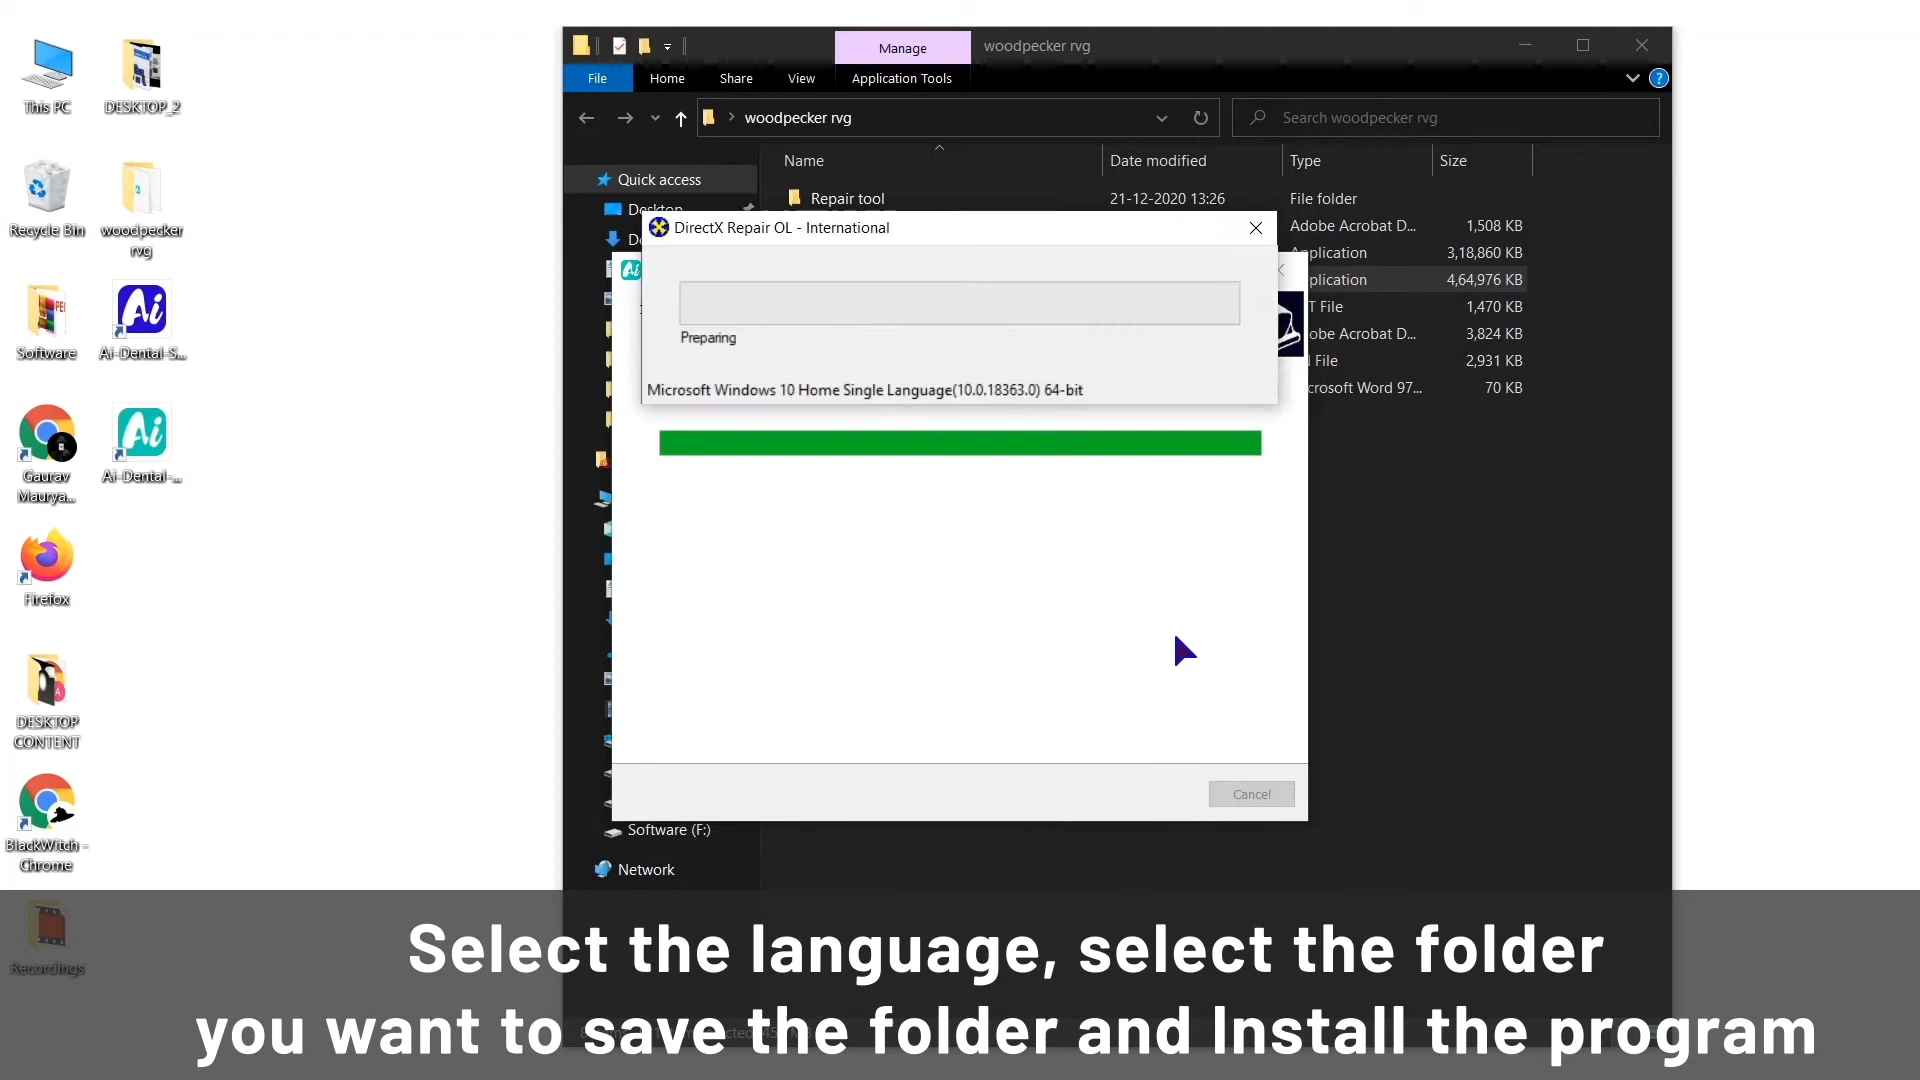 This PC
DESKTOP_2
Recycle Bin
woodpecker
rvg
Software
Ai-Dental-S...
Gaurav
Maurya...
Ai-Dental-...
Firefox
DESKTOP
CONTENT
BlackWitch -
Chrome
Recordings
Manage
woodpecker rvg
File
Home
Share
View
Application Tools
woodpecker rvg
Search woodpecker rvg
Name
Date modified
Type
Size
Quick access
Desktop
Repair tool
21-12-2020 13:26
File folder
Adobe Acrobat D...
1,508 KB
plication
3,18,860 KB
plication
4,64,976 KB
T File
1,470 KB
obe Acrobat D...
3,824 KB
File
2,931 KB
crosoft Word 97...
70 KB
DirectX Repair OL - International
Preparing
Microsoft Windows 10 Home Single Language(10.0.18363.0) 64-bit
Cancel
Software (F:)
Network
Select the language, select the folder
you want to save the folder and Install the program